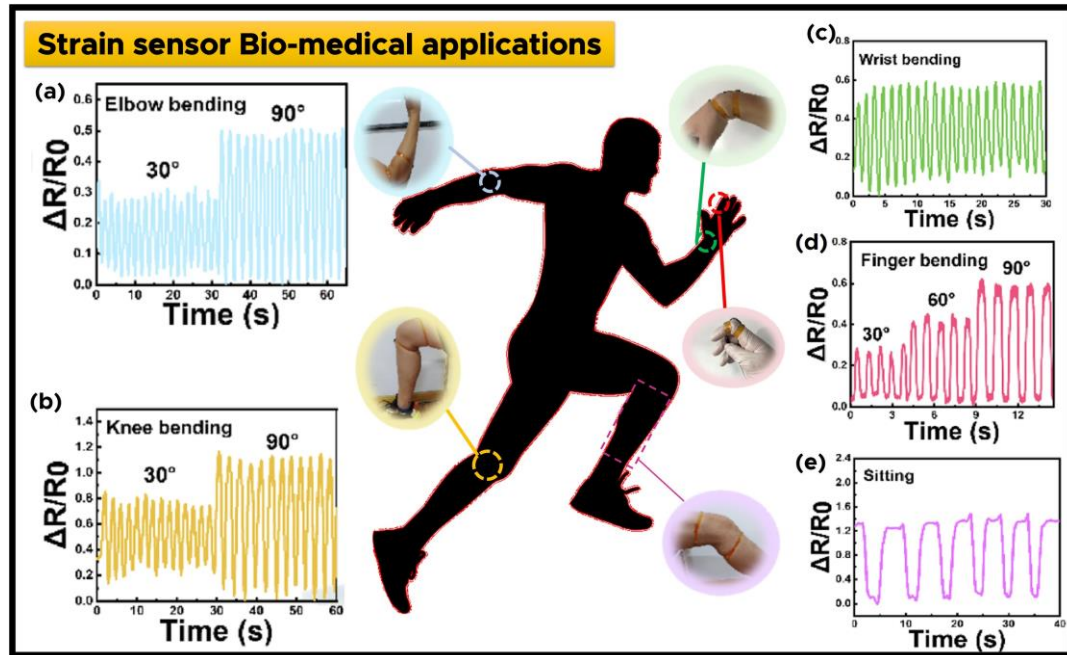 Strain sensor Bio-medical applications
(a)
Elbow bending
90°
30°
ΔR/R0
0.6
0.5
0.4
0.3
0.2
0.1
0.0
0 10 20 30 40 50 60
Time (s)
(b)
Knee bending
90°
30°
ΔR/R0
1.4
1.2
1.0
0.8
0.6
0.4
0.2
0.0
0 10 20 30 40 50 60
Time (s)
(c)
Wrist bending
ΔR/R0
0.8
0.6
0.4
0.2
0.0
0 5 10 15 20 25 30
Time (s)
(d)
Finger bending
90°
60°
30°
ΔR/R0
0.8
0.6
0.4
0.2
0.0
0 3 6 9 12
Time (s)
(e)
Sitting
ΔR/R0
2.4
1.8
1.2
0.6
0.0
0 10 20 30 40
Time (s)